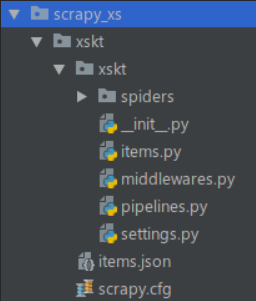 scrapy_xs
xskt
xskt
spiders
__init__.py
items.py
middlewares.py
pipelines.py
settings.py
items.json
scrapy.cfg